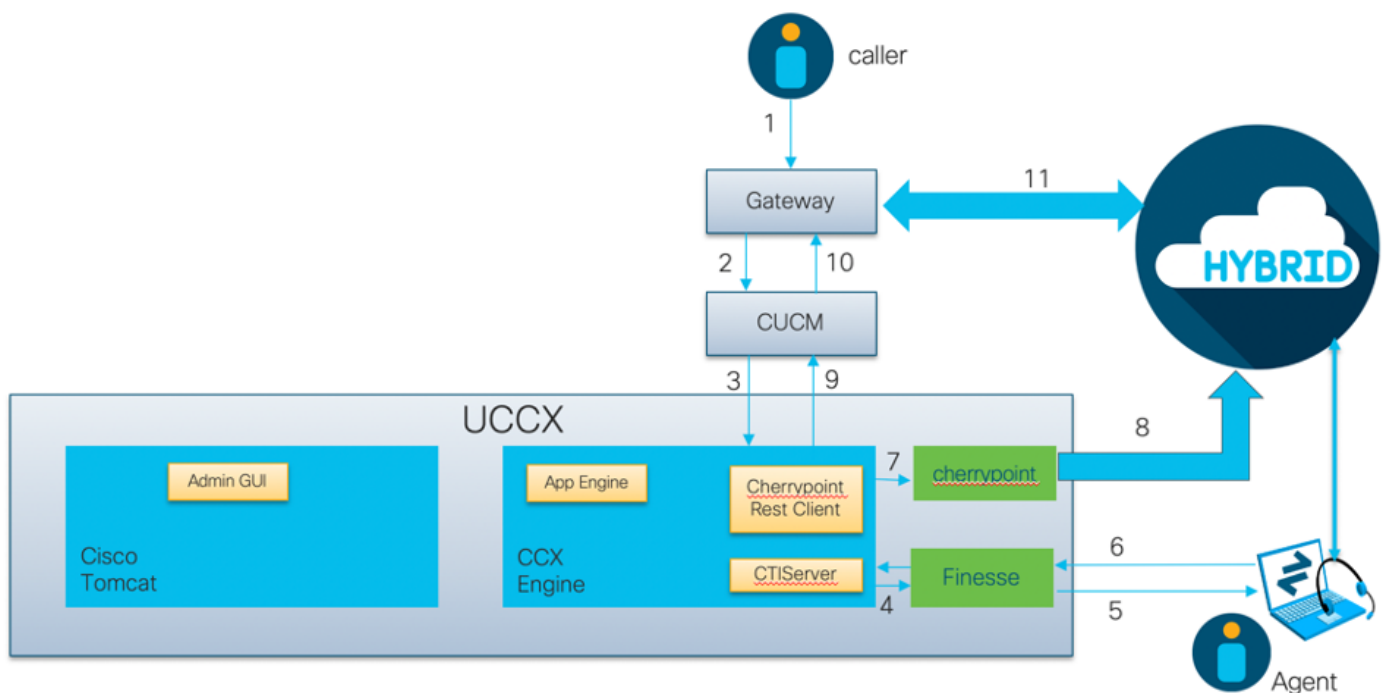 caller
1
Gateway
11
HYBRID
2
10
CUCM
3
9
UCCX
8
Admin GUI
App Engine
Cherrypoint
Rest Client
7
cherrypoint
Cisco
Tomcat
CCX
Engine
CTIServer
4
Finesse
6
5
Agent